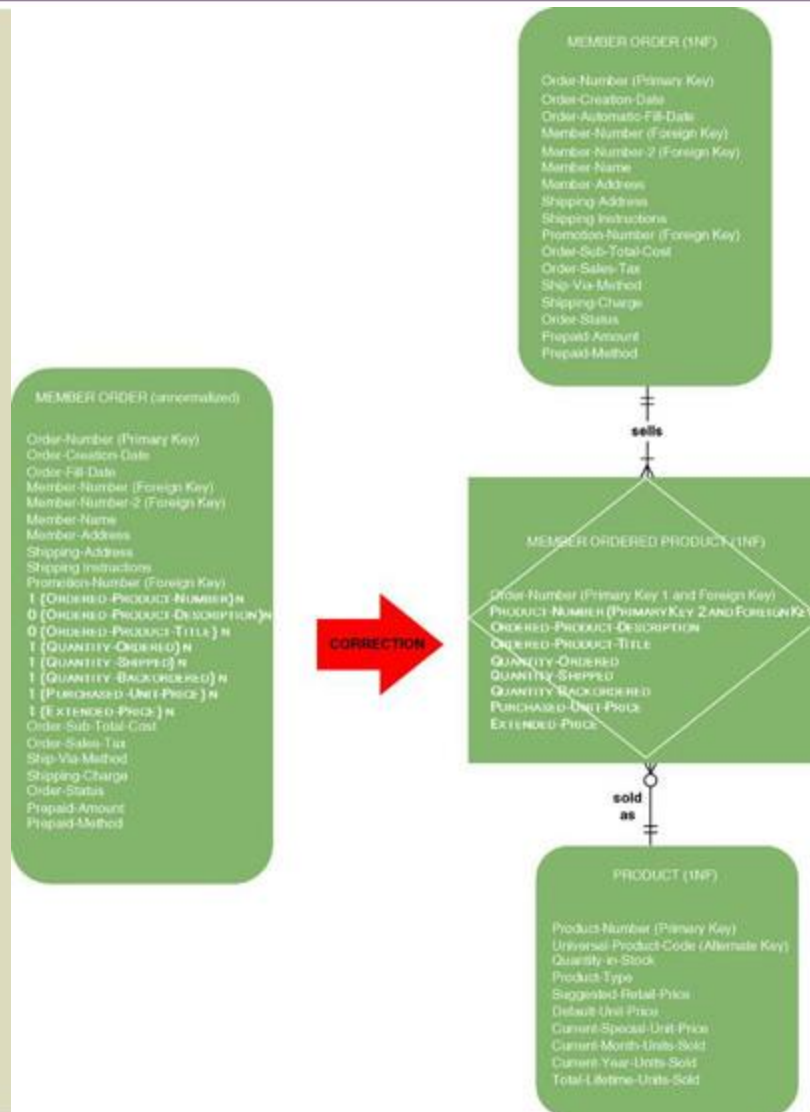 MEMBER ORDER (unnormalized)
Order-Number (Primary Key)
Order-Creation-Date
Order-Fill-Date
Member-Number (Foreign Key)
Member-Number-2 (Foreign Key)
Member-Name
Member-Address
Shipping-Address
Shipping Instructions
Promotion-Number (Foreign Key)
1 {ORDERED-PRODUCT-NUMBER} N
0 {ORDERED-PRODUCT-DESCRIPTION} N
0 {ORDERED-PRODUCT-TITLE} N
1 {QUANTITY-ORDERED} N
1 {QUANTITY-SHIPPED} N
1 {QUANTITY-BACKORDERED} N
1 {PURCHASED-UNIT-PRICE} N
1 {EXTENDED-PRICE} N
Order-Sub-Total-Cost
Order-Sales-Tax
Ship-Via-Method
Shipping-Charge
Order-Status
Prepaid-Amount
Prepaid-Method
CORRECTION
MEMBER ORDER (1NF)
Order-Number (Primary Key)
Order-Creation-Date
Order-Automatic-Fill-Date
Member-Number (Foreign Key)
Member-Number-2 (Foreign Key)
Member-Name
Member-Address
Shipping-Address
Shipping Instructions
Promotion-Number (Foreign Key)
Order-Sub-Total-Cost
Order-Sales-Tax
Ship-Via-Method
Shipping-Charge
Order-Status
Prepaid-Amount
Prepaid-Method
sells
MEMBER ORDERED PRODUCT (1NF)
Order-Number (Primary Key 1 and Foreign Key)
PRODUCT-NUMBER (PRIMARY KEY 2 AND FOREIGN KE
ORDERED-PRODUCT-DESCRIPTION
ORDERED-PRODUCT-TITLE
QUANTITY-ORDERED
QUANTITY-SHIPPED
QUANTITY-BACKORDERED
PURCHASED-UNIT-PRICE
EXTENDED-PRICE
sold
as
PRODUCT (1NF)
Product-Number (Primary Key)
Universal-Product-Code (Alternate Key)
Quantity-in-Stock
Product-Type
Suggested-Retail-Price
Default-Unit-Price
Current-Special-Unit-Price
Current-Month-Units-Sold
Current-Year-Units-Sold
Total-Lifetime-Units-Sold